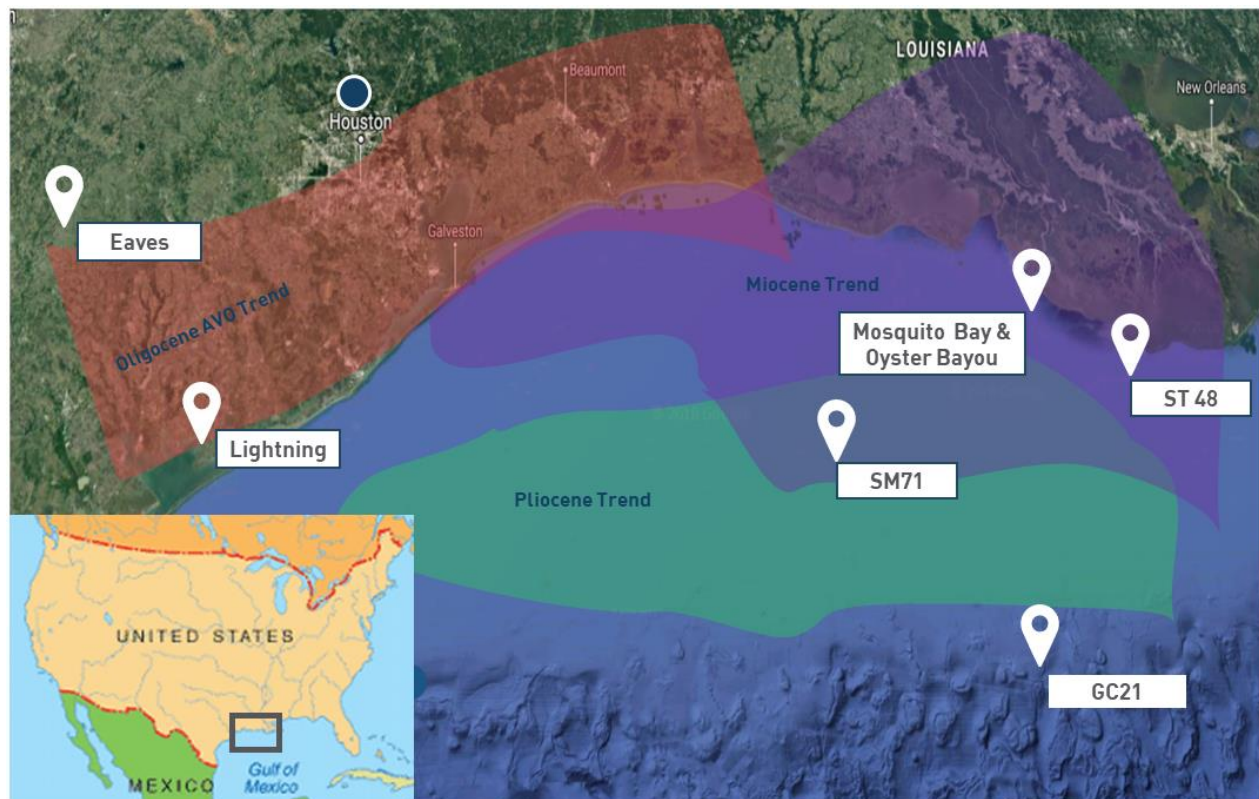 LOUISIANA
Beaumont
New Orleans
Houston
Eaves
Galveston
Oligocene AVO Trend
Miocene Trend
Mosquito Bay &
Oyster Bayou
ST 48
Lightning
SM71
Pliocene Trend
GC21
UNITED STATES
MEXICO
Gulf of
Mexico